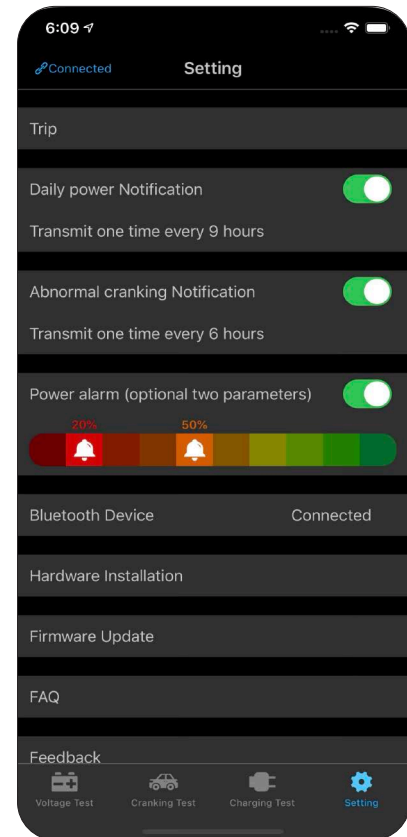 6:09
Connected
Setting
Trip
Daily power Notification
Transmit one time every 9 hours
Abnormal cranking Notification
Transmit one time every 6 hours
Power alarm (optional two parameters)
20% 50%
Bluetooth Device Connected
Hardware Installation
Firmware Update
FAQ
Feedback
Voltage Test Cranking Test Charging Test Setting